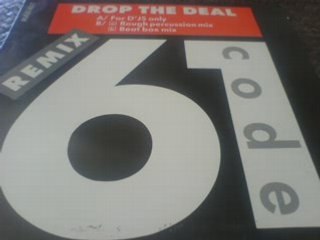 DROP THE DEAL
A/ For D'JS only
B/ a Rough percussion mix
b Beat box mix
REMIX
code
61